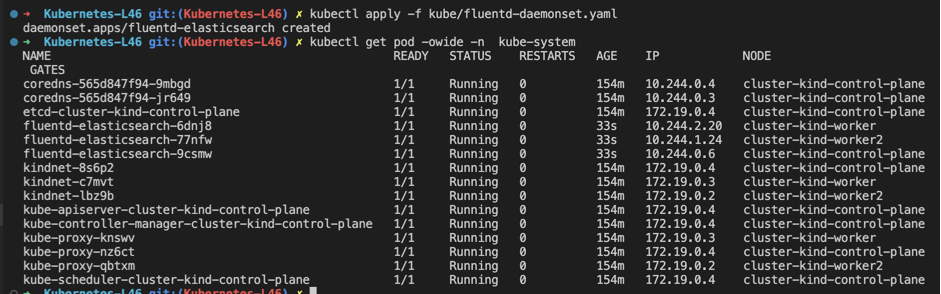 ● ➜ Kubernetes-L46 git:(Kubernetes-L46) ✗ kubectl apply -f kube/fluentd-daemonset.yaml
daemonset.apps/fluentd-elasticsearch created
● ➜ Kubernetes-L46 git:(Kubernetes-L46) ✗ kubectl get pod -owide -n  kube-system
NAME READY STATUS RESTARTS AGE IP NODE
GATES
coredns-565d847f94-9mbgd 1/1 Running 0 154m 10.244.0.4 cluster-kind-control-plane
coredns-565d847f94-jr649 1/1 Running 0 154m 10.244.0.3 cluster-kind-control-plane
etcd-cluster-kind-control-plane 1/1 Running 0 154m 172.19.0.4 cluster-kind-control-plane
fluentd-elasticsearch-6dnj8 1/1 Running 0 33s 10.244.2.20 cluster-kind-worker
fluentd-elasticsearch-77nfw 1/1 Running 0 33s 10.244.1.24 cluster-kind-worker2
fluentd-elasticsearch-9csmw 1/1 Running 0 33s 10.244.0.6 cluster-kind-control-plane
kindnet-8s6p2 1/1 Running 0 154m 172.19.0.4 cluster-kind-control-plane
kindnet-c7mvt 1/1 Running 0 154m 172.19.0.3 cluster-kind-worker
kindnet-lbz9b 1/1 Running 0 154m 172.19.0.2 cluster-kind-worker2
kube-apiserver-cluster-kind-control-plane 1/1 Running 0 154m 172.19.0.4 cluster-kind-control-plane
kube-controller-manager-cluster-kind-control-plane 1/1 Running 0 154m 172.19.0.4 cluster-kind-control-plane
kube-proxy-knswv 1/1 Running 0 154m 172.19.0.3 cluster-kind-worker
kube-proxy-nz6ct 1/1 Running 0 154m 172.19.0.4 cluster-kind-control-plane
kube-proxy-qbtxm 1/1 Running 0 154m 172.19.0.2 cluster-kind-worker2
kube-scheduler-cluster-kind-control-plane 1/1 Running 0 154m 172.19.0.4 cluster-kind-control-plane
○ ➜ Kubernetes-L46 git:(Kubernetes-L46) ✗